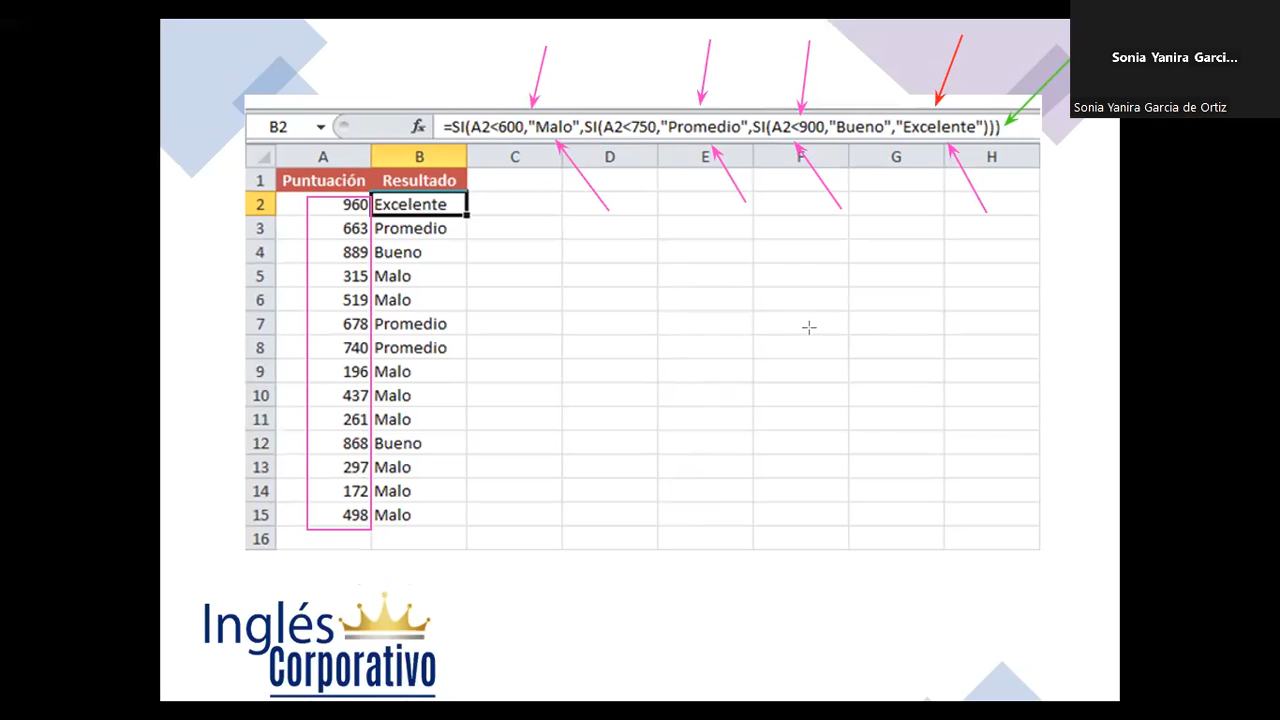 Sonia Yanira Garci...
Sonia Yanira Garcia de Ortiz
B2 fx =SI(A2<600,"Malo",SI(A2<750,"Promedio",SI(A2<900,"Bueno","Excelente")))
A B C D E F G H
1 Puntuación Resultado
2 960 Excelente
3 663 Promedio
4 889 Bueno
5 315 Malo
6 519 Malo
7 678 Promedio
8 740 Promedio
9 196 Malo
10 437 Malo
11 261 Malo
12 868 Bueno
13 297 Malo
14 172 Malo
15 498 Malo
16
Inglés
Corporativo